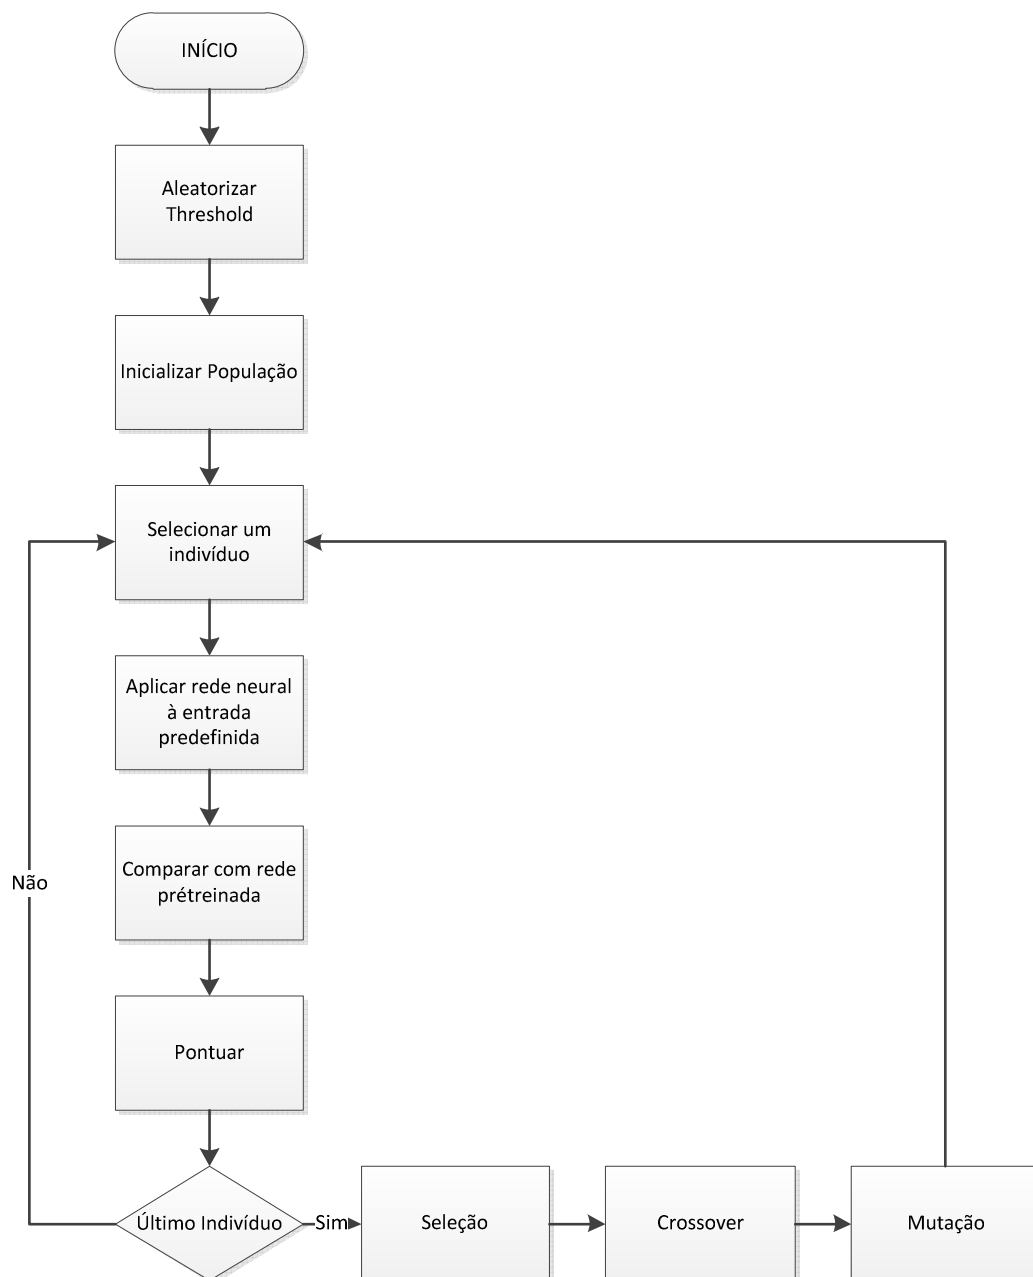 INÍCIO
Aleatorizar
Threshold
Inicializar População
Selecionar um
indivíduo
Aplicar rede neural
à entrada
predefinida
Comparar com rede
prétreinada
Não
Pontuar
Último Indivíduo
Sim
Seleção
Crossover
Mutação